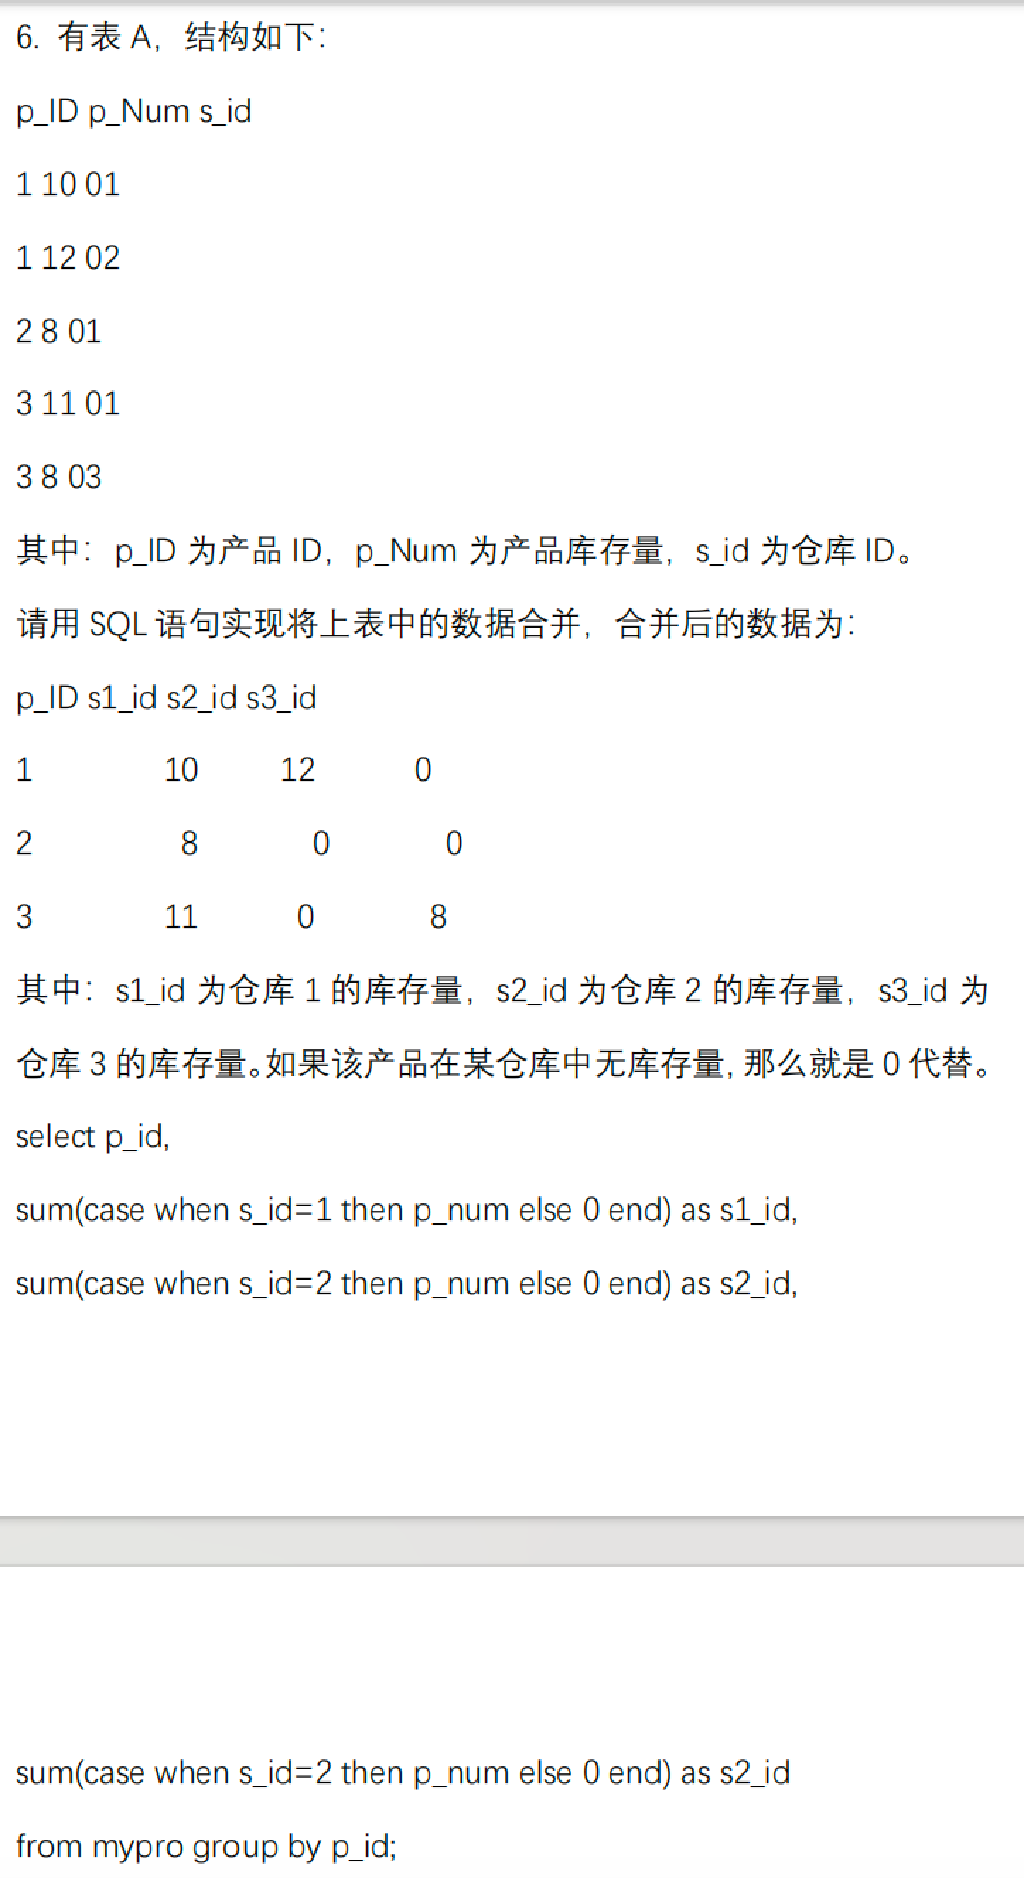 6. 有表 A，结构如下：
p_ID p_Num s_id
1 10 01
1 12 02
2 8 01
3 11 01
3 8 03
其中：p_ID 为产品 ID，p_Num 为产品库存量，s_id 为仓库 ID。
请用 SQL 语句实现将上表中的数据合并，合并后的数据为：
p_ID s1_id s2_id s3_id
1 10 12 0
2 8 0 0
3 11 0 8
其中：s1_id 为仓库 1 的库存量，s2_id 为仓库 2 的库存量，s3_id 为
仓库 3 的库存量。如果该产品在某仓库中无库存量，那么就是 0 代替。
select p_id,
sum(case when s_id=1 then p_num else 0 end) as s1_id,
sum(case when s_id=2 then p_num else 0 end) as s2_id,
sum(case when s_id=2 then p_num else 0 end) as s2_id
from mypro group by p_id;